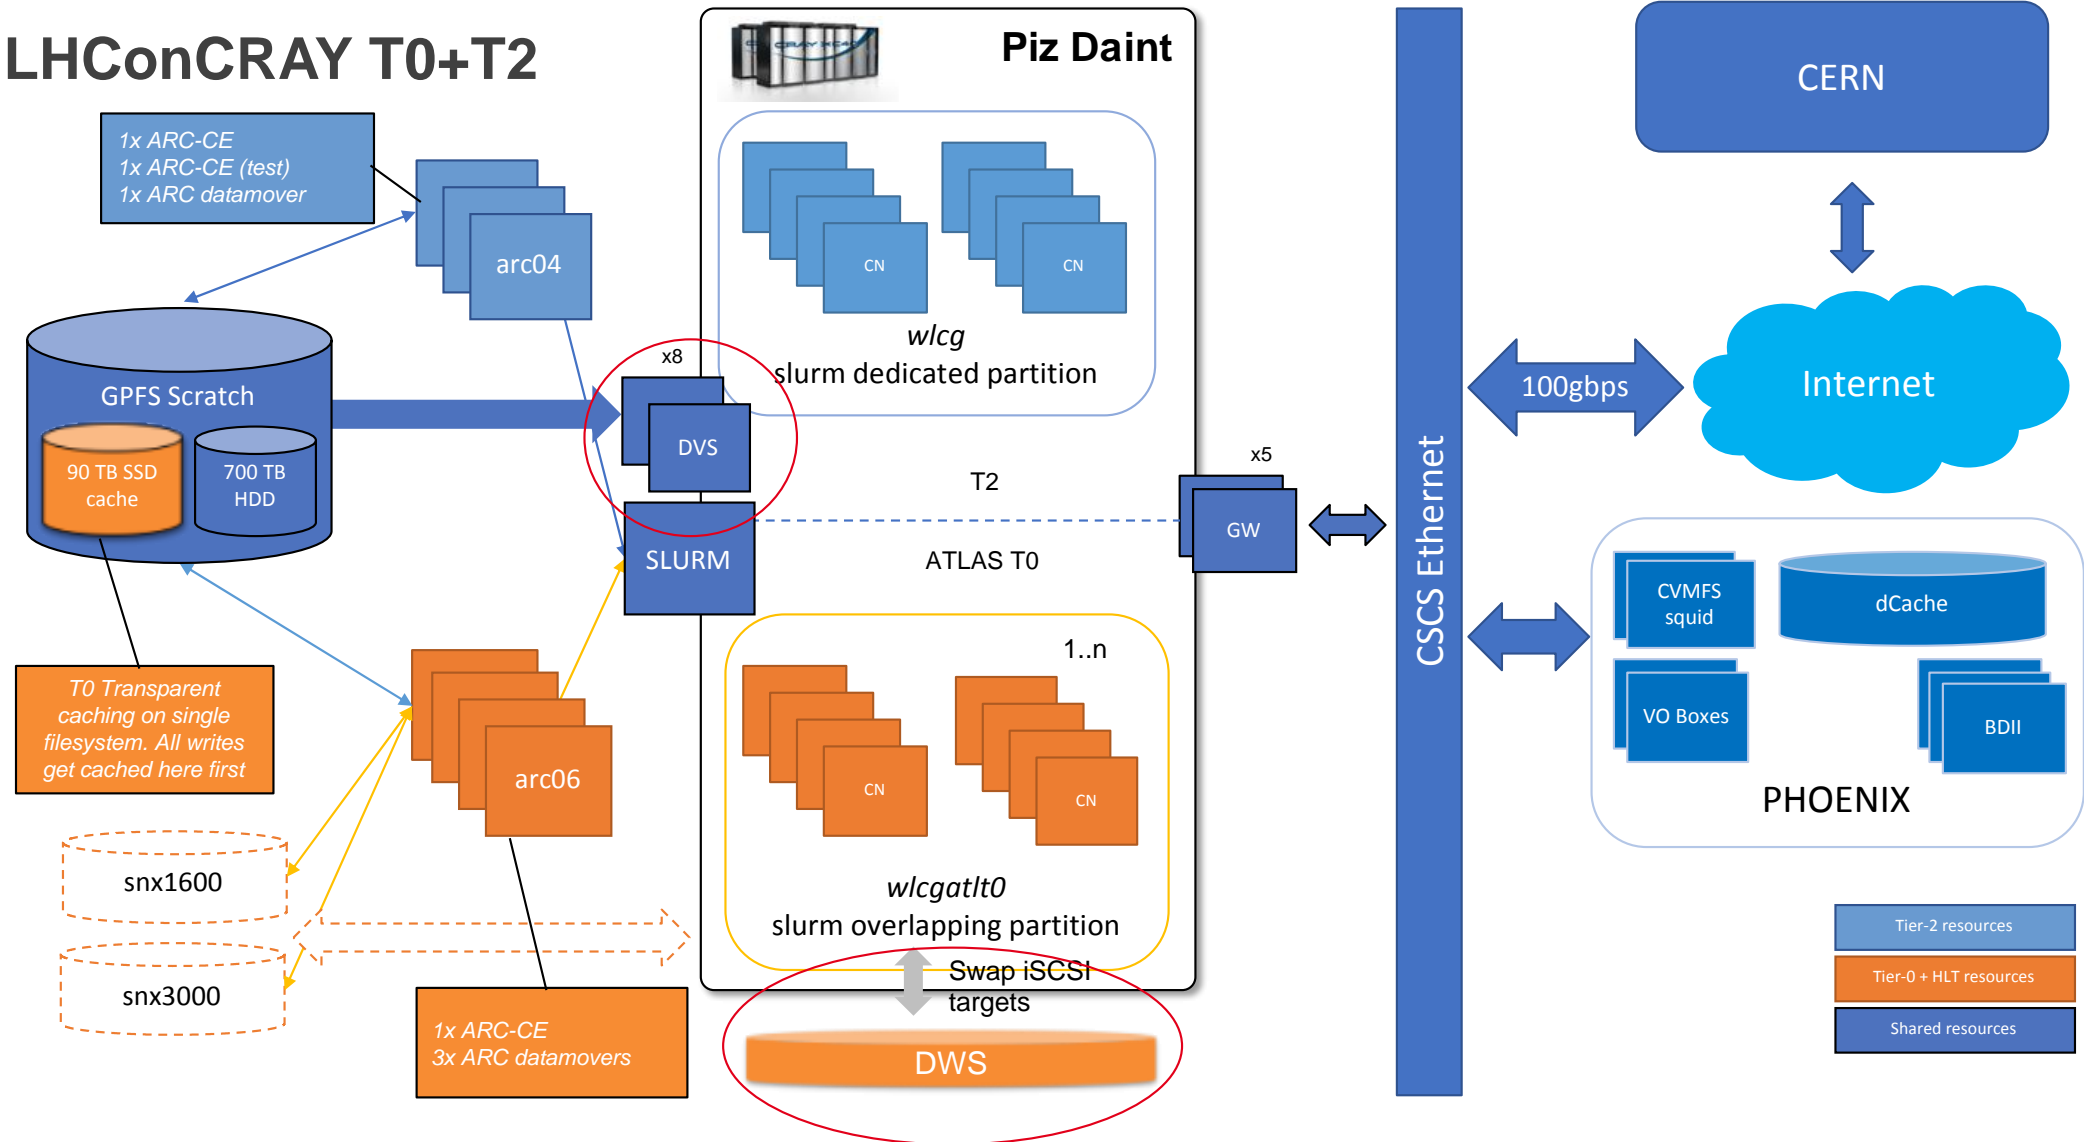 LHConCRAY T0+T2
Piz Daint
CRAY XC40
CERN
1x ARC-CE
1x ARC-CE (test)
1x ARC datamover
arc04
CN
CN
wlcg
slurm dedicated partition
x8
DVS
GPFS Scratch
90 TB SSD
cache
700 TB
HDD
SLURM
T2
ATLAS T0
x5
GW
CSCS Ethernet
100gbps
Internet
CVMFS
squid
dCache
VO Boxes
BDII
PHOENIX
T0 Transparent
caching on single
filesystem. All writes
get cached here first
arc06
1..n
CN
CN
wlcgatlt0
slurm overlapping partition
snx1600
snx3000
Swap iSCSI
targets
DWS
1x ARC-CE
3x ARC datamovers
Tier-2 resources
Tier-0 + HLT resources
Shared resources